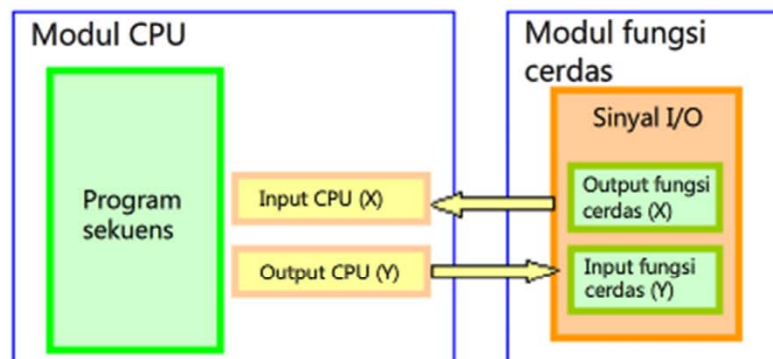 Modul CPU
Program
sekuens
Input CPU (X)
Output CPU (Y)
Modul fungsi
cerdas
Sinyal I/O
Output fungsi
cerdas (X)
Input fungsi
cerdas (Y)